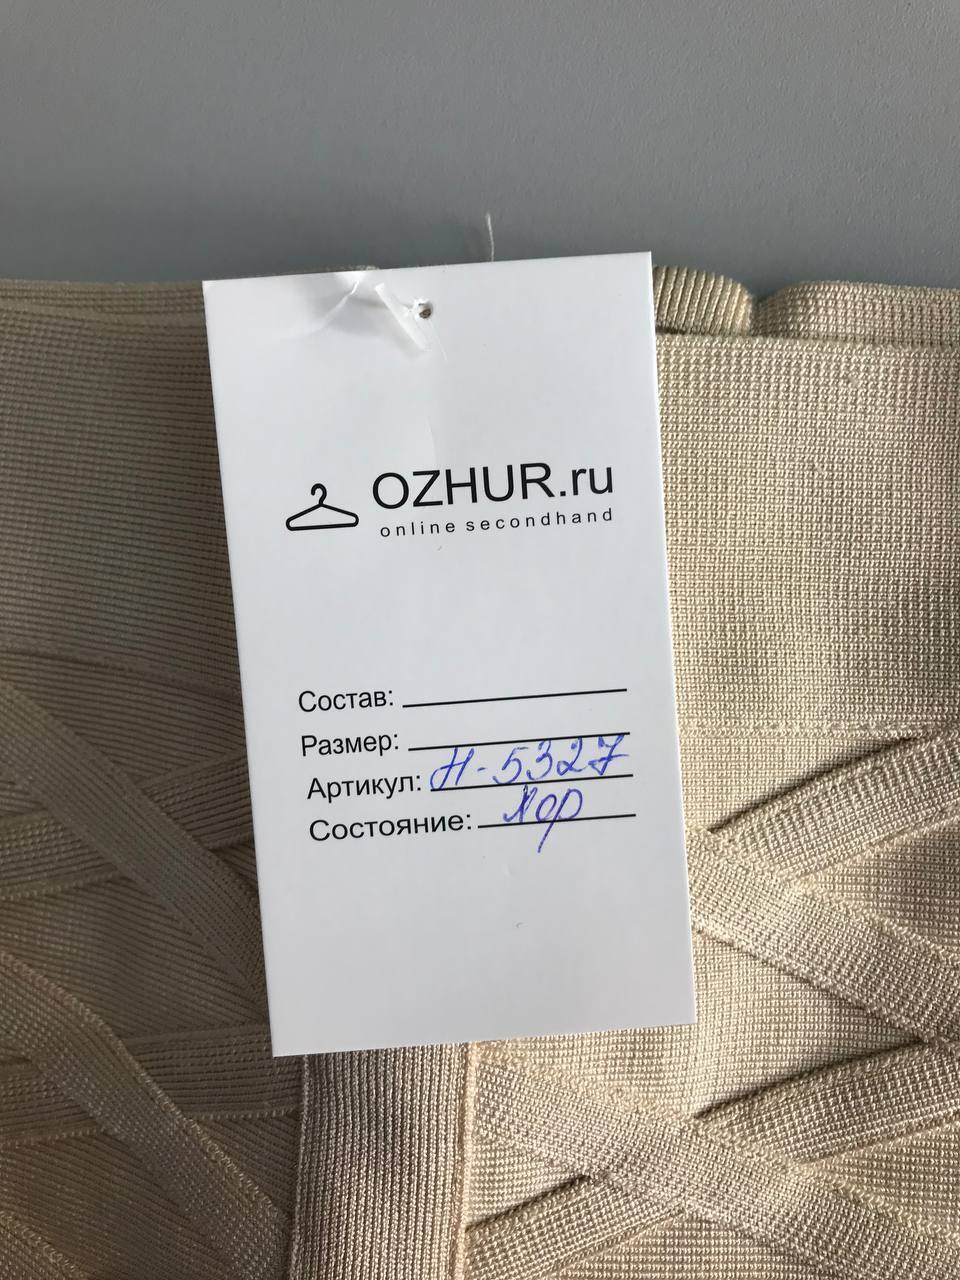 OZHUR.ru
online secondhand
Состав:
Размер:
Артикул: Н-5327
Состояние: Хор